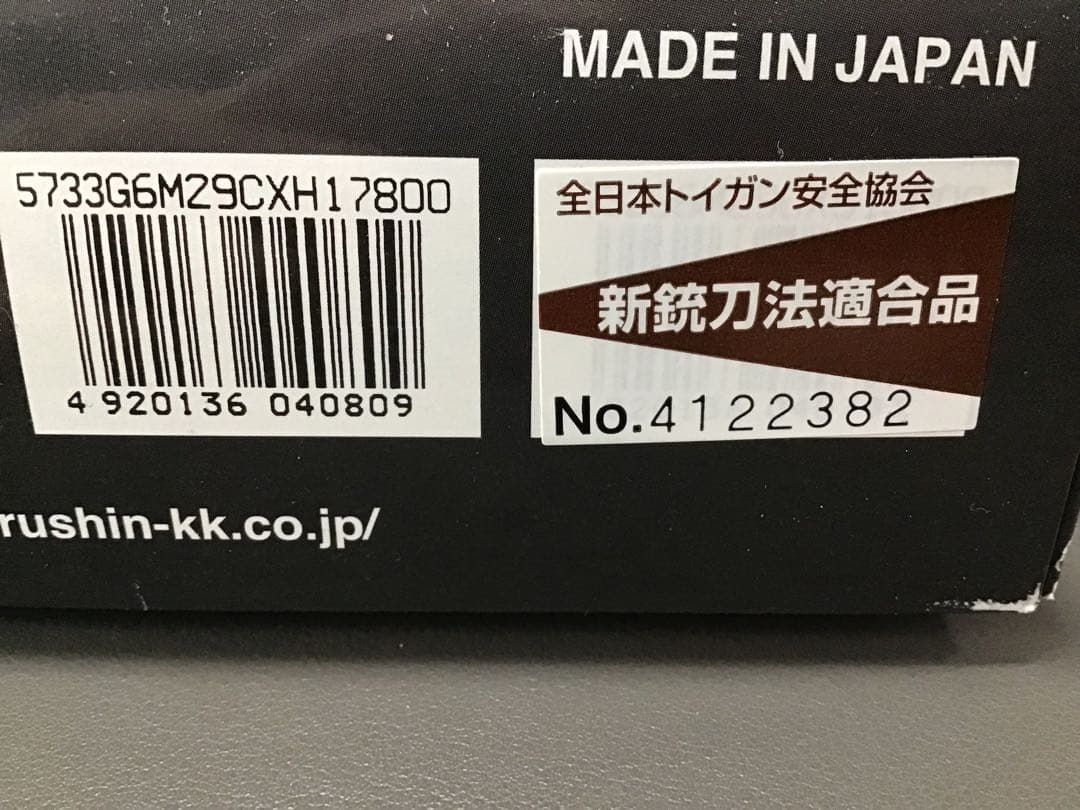 MADE IN JAPAN
5733G6M29CXH17800
4 920136 040809
全日本トイガン安全協会
新銃刀法適合品
No.4122382
rushin-kk.co.jp/